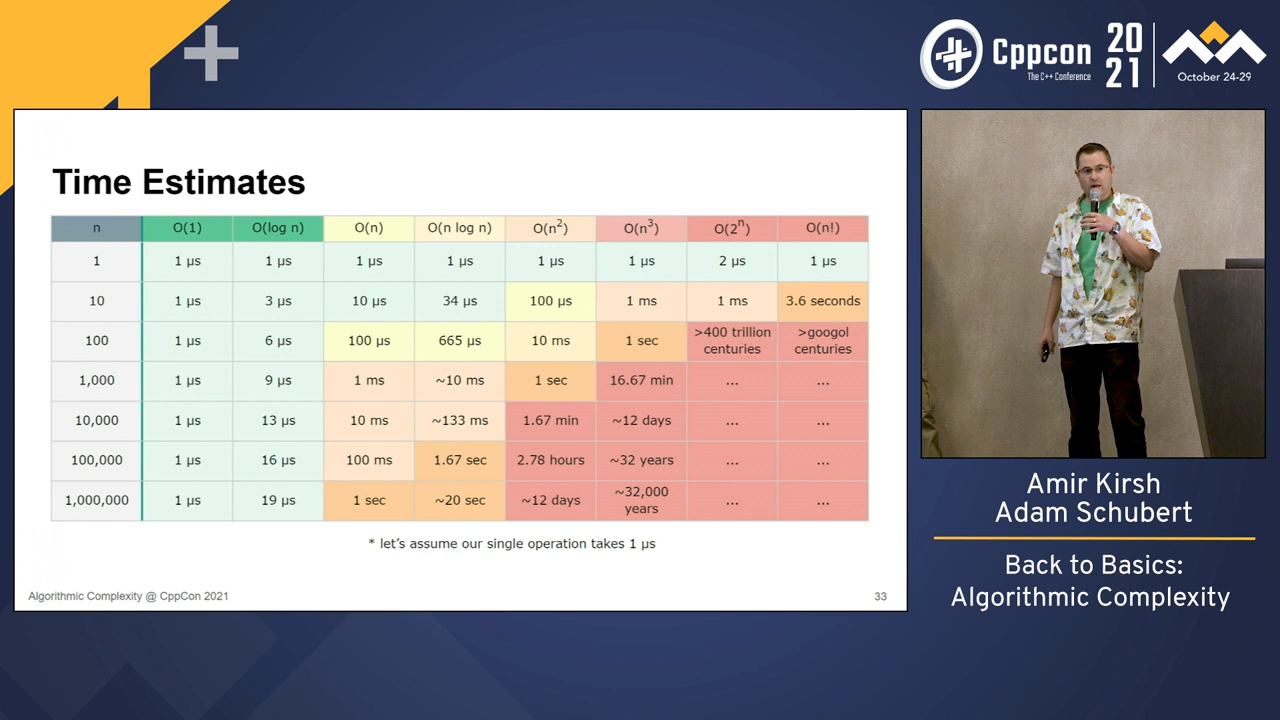 Cppcon
The C++ Conference
20
21
October 24-29
Time Estimates
n O(1) O(log n) O(n) O(n log n) O(n²) O(n³) O(2ⁿ) O(n!)
1 1 µs 1 µs 1 µs 1 µs 1 µs 1 µs 2 µs 1 µs
10 1 µs 3 µs 10 µs 34 µs 100 µs 1 ms 1 ms 3.6 seconds
100 1 µs 6 µs 100 µs 665 µs 10 ms 1 sec >400 trillion centuries >googol centuries
1,000 1 µs 9 µs 1 ms ~10 ms 1 sec 16.67 min ... ...
10,000 1 µs 13 µs 10 ms ~133 ms 1.67 min ~12 days ... ...
100,000 1 µs 16 µs 100 ms 1.67 sec 2.78 hours ~32 years ... ...
1,000,000 1 µs 19 µs 1 sec ~20 sec ~12 days ~32,000 years ... ...
* let's assume our single operation takes 1 µs
Algorithmic Complexity @ CppCon 2021
33
Amir Kirsh
Adam Schubert
Back to Basics:
Algorithmic Complexity